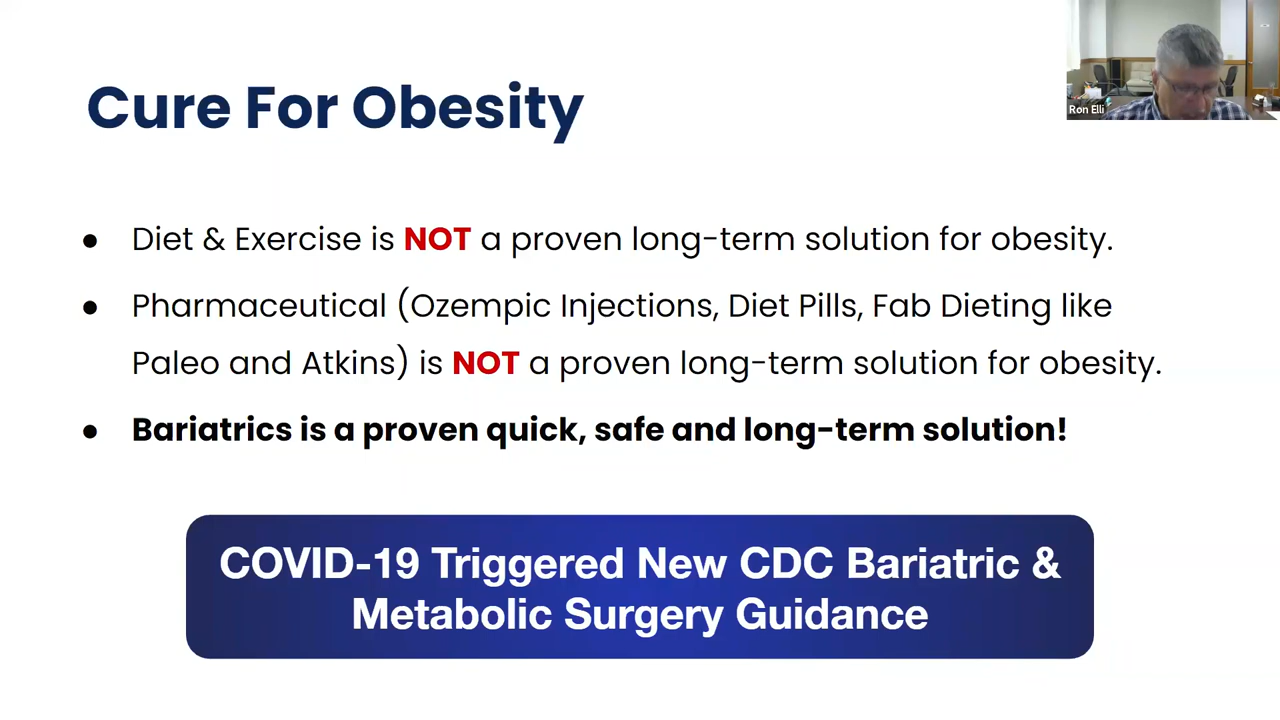 Cure For Obesity
Ron Elli
● Diet & Exercise is NOT a proven long-term solution for obesity.
● Pharmaceutical (Ozempic Injections, Diet Pills, Fab Dieting like
Paleo and Atkins) is NOT a proven long-term solution for obesity.
● Bariatrics is a proven quick, safe and long-term solution!
COVID-19 Triggered New CDC Bariatric &
Metabolic Surgery Guidance